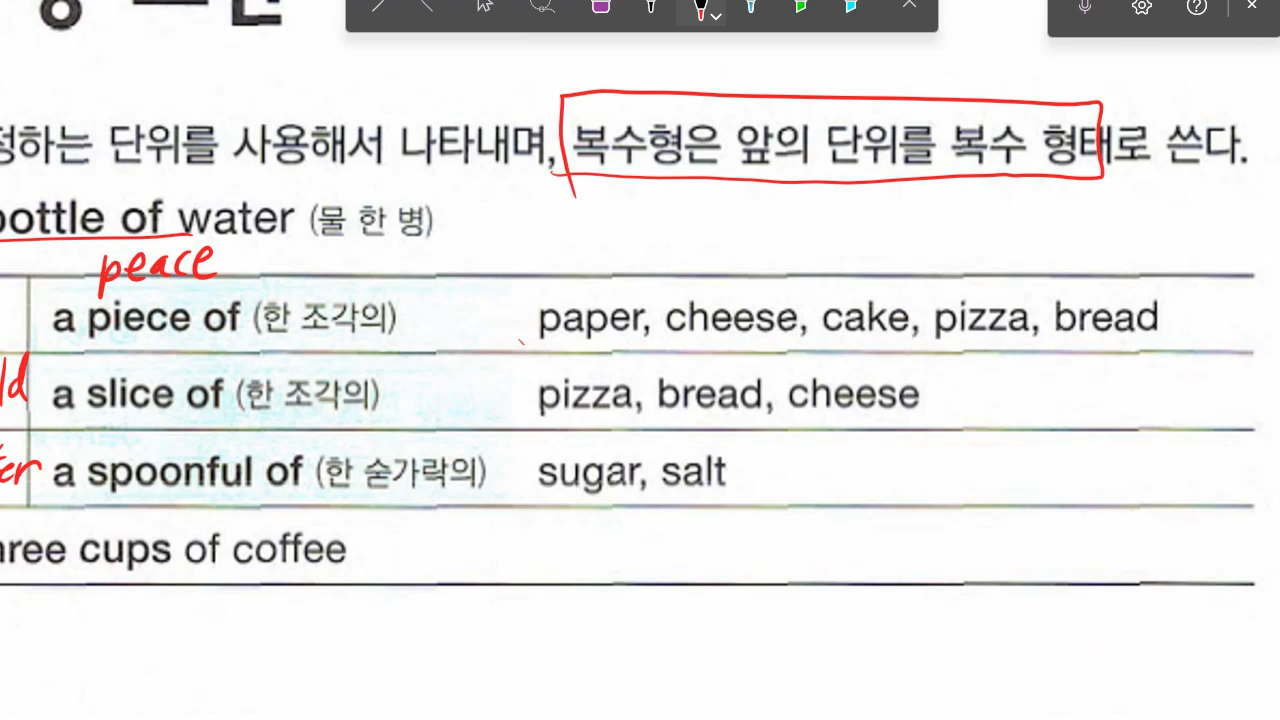 하는 단위를 사용해서 나타내며, 복수형은 앞의 단위를 복수 형태로 쓴다.
bottle of water (물 한 병)
peace
a piece of (한 조각의) paper, cheese, cake, pizza, bread
a slice of (한 조각의) pizza, bread, cheese
a spoonful of (한 숟가락의) sugar, salt
hree cups of coffee